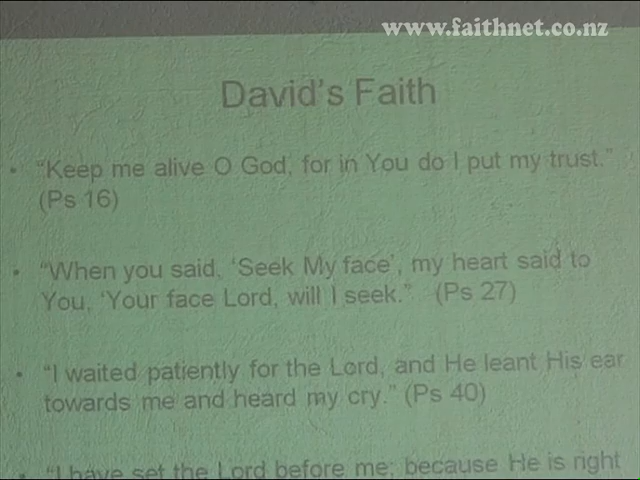 www.faithnet.co.nz
David's Faith
• "Keep me alive O God, for in You do I put my trust."
(Ps 16)
• "When you said, 'Seek My face', my heart said to
You, 'Your face Lord, will I seek." (Ps 27)
• "I waited patiently for the Lord, and He leant His ear
towards me and heard my cry." (Ps 40)
• "I have set the Lord before me; because He is right